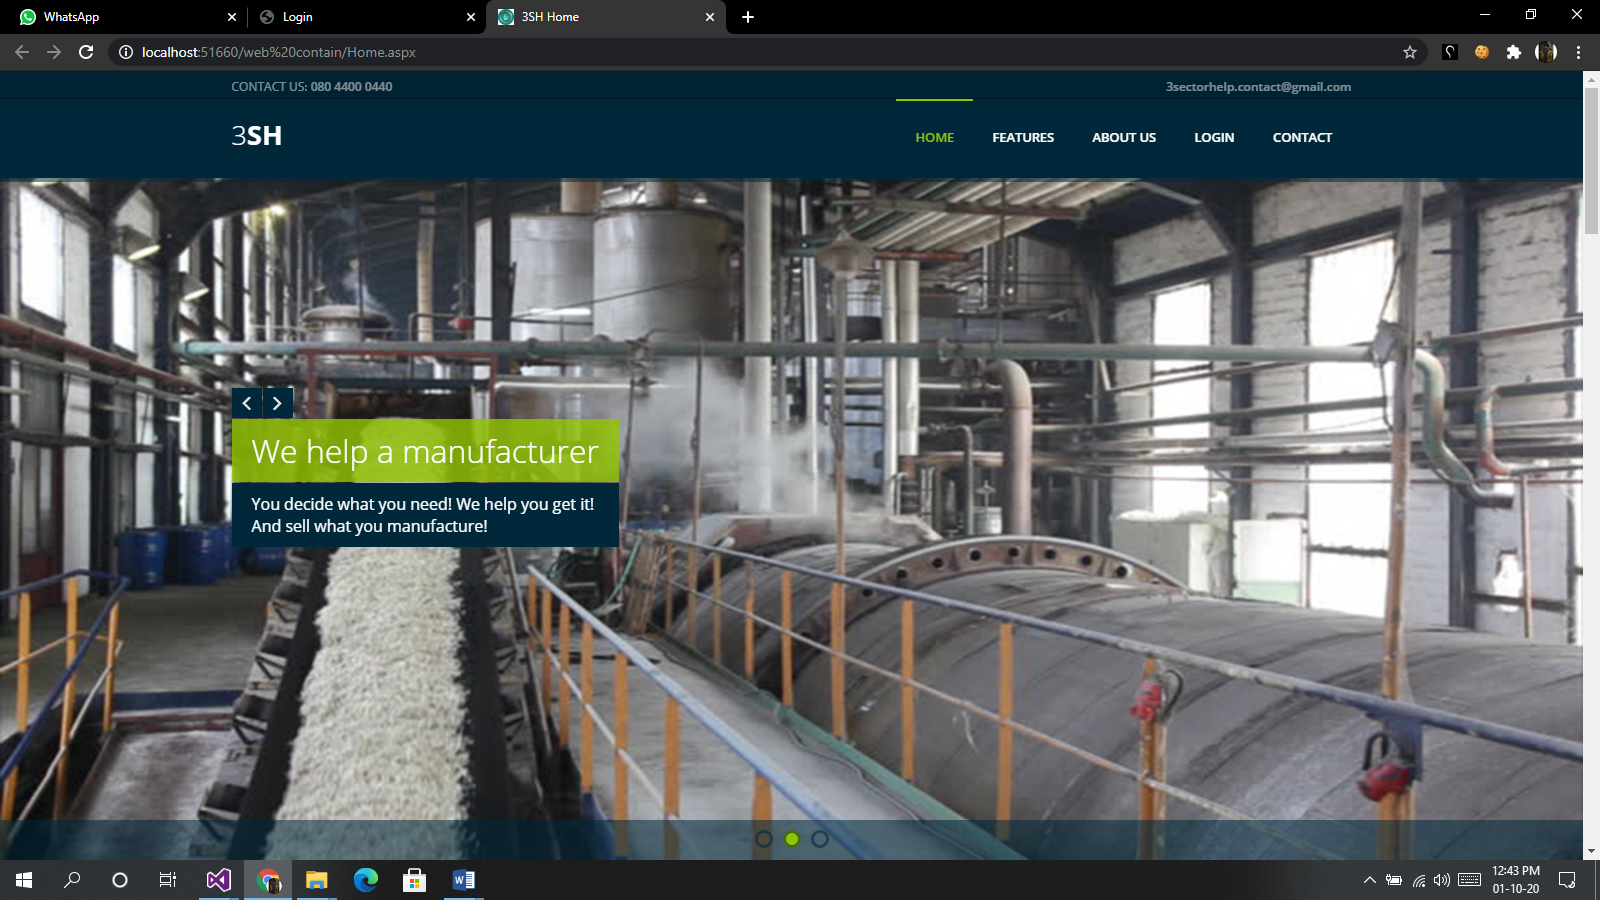 WhatsApp
Login
3SH Home
localhost:51660/web%20contain/Home.aspx
CONTACT US: 080 4400 0440
3sectorhelp.contact@gmail.com
3SH
HOME FEATURES ABOUT US LOGIN CONTACT
We help a manufacturer
You decide what you need! We help you get it!
And sell what you manufacture!
12:43 PM
01-10-20